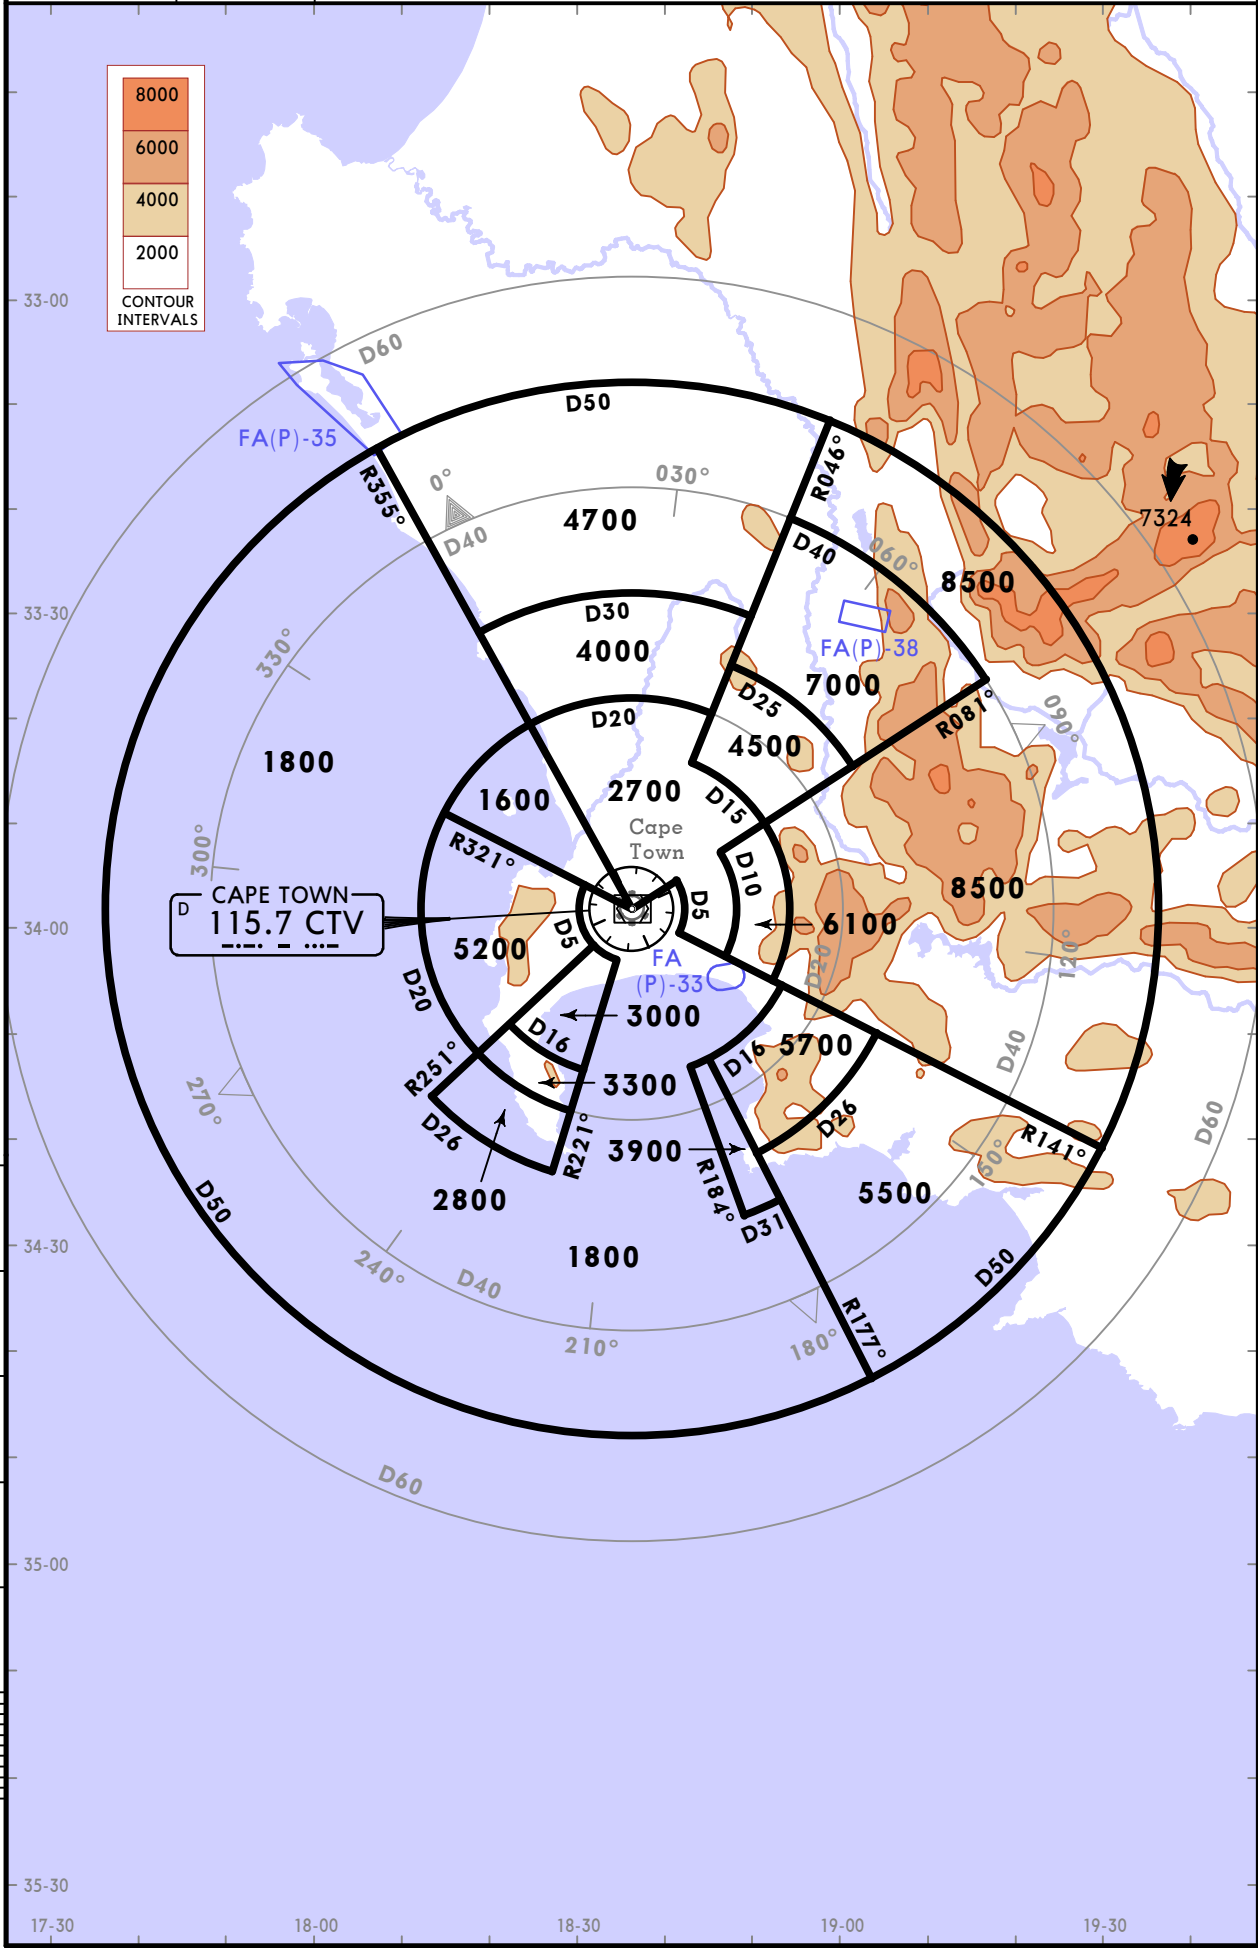 8000
6000
4000
2000
CONTOUR
INTERVALS
33-00
D60
FA(P)-35
D50
R355°
0°
030°
R046°
D40
4700
D40
060°
7324
8500
33-30
D30
4000
FA(P)-38
330°
7000
D25
R081°
090°
D20
4500
1800
1600
2700
D15
Cape
Town
300°
R321°
D10
8500
D CAPE TOWN
115.7 CTV
D5
D5
6100
34-00
5200
FA
(P)-33
D20
120°
D20
3000
D16
5700
D16
D40
R251°
3300
270°
D26
R221°
3900
D26
D60
R141°
150°
R184°
2800
5500
D50
D31
34-30
1800
240°
D40
D50
210°
180°
R177°
D60
35-00
35-30
17-30
18-00
18-30
19-00
19-30